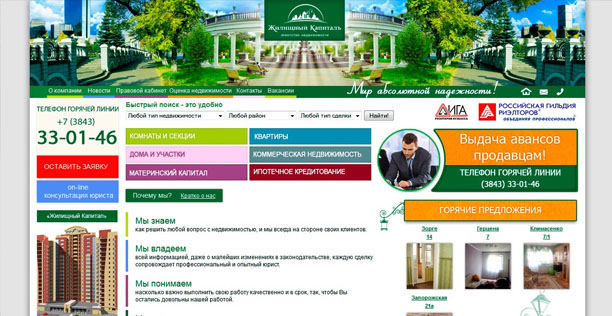 Жилищный Капиталъ
агентство недвижимости
О компании Новости Правовой кабинет Оценка недвижимости Контакты Вакансии
Мир абсолютной надежности!
ТЕЛЕФОН ГОРЯЧЕЙ ЛИНИИ
+7 (3843)
33-01-46
ОСТАВИТЬ ЗАЯВКУ
on-line
консультация юриста
«Жилищный Капиталъ»
Быстрый поиск - это удобно
Любой тип недвижимости Любой район Любой тип сделки Найти!
КОМНАТЫ И СЕКЦИИ
КВАРТИРЫ
ДОМА И УЧАСТКИ
КОММЕРЧЕСКАЯ НЕДВИЖИМОСТЬ
МАТЕРИНСКИЙ КАПИТАЛ
ИПОТЕЧНОЕ КРЕДИТОВАНИЕ
Почему мы? Кратко о нас
Мы знаем
как решить любой вопрос с недвижимостью, и мы всегда на стороне своих клиентов.
Мы владеем
всей информацией, даже о малейших изменениях в законодательстве, каждую сделку
сопровождает профессиональный и опытный юрист.
Мы понимаем
насколько важно выполнить свою работу качественно и в срок, так, чтобы Вы
остались довольны нашей работой.
РОССИЙСКАЯ ГИЛЬДИЯ
РИЭЛТОРОВ
ОБЪЕДИНЯЯ ПРОФЕССИОНАЛОВ
Выдача авансов
продавцам!
ТЕЛЕФОН ГОРЯЧЕЙ ЛИНИИ
(3843) 33-01-46
ГОРЯЧИЕ ПРЕДЛОЖЕНИЯ
Зорге
14
Герцена
7
Климасенко
7/1
Запорожская
21а